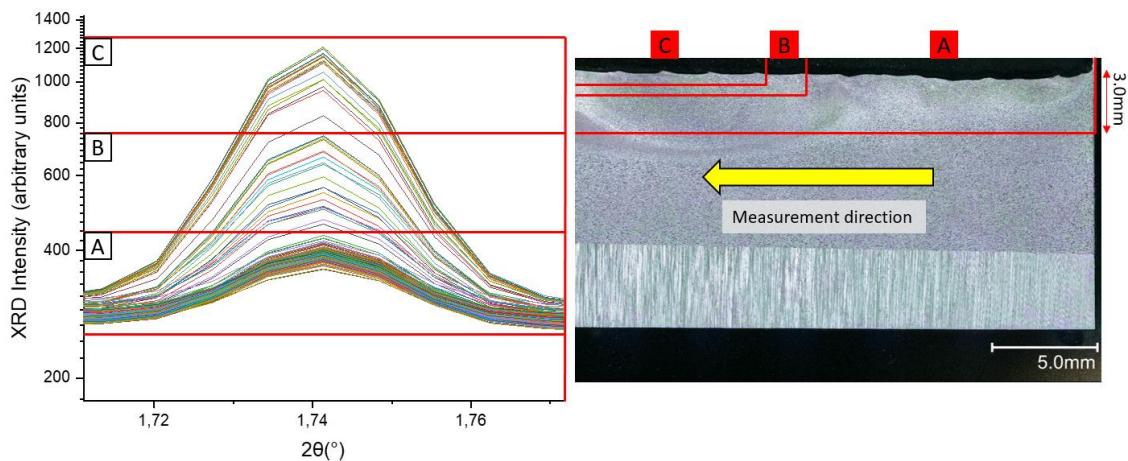 1400
1200
1000
800
600
400
200
C
B
A
XRD Intensity (arbitrary units)
1,72
1,74
1,76
2θ(°)
C
B
A
3.0mm
Measurement direction
5.0mm